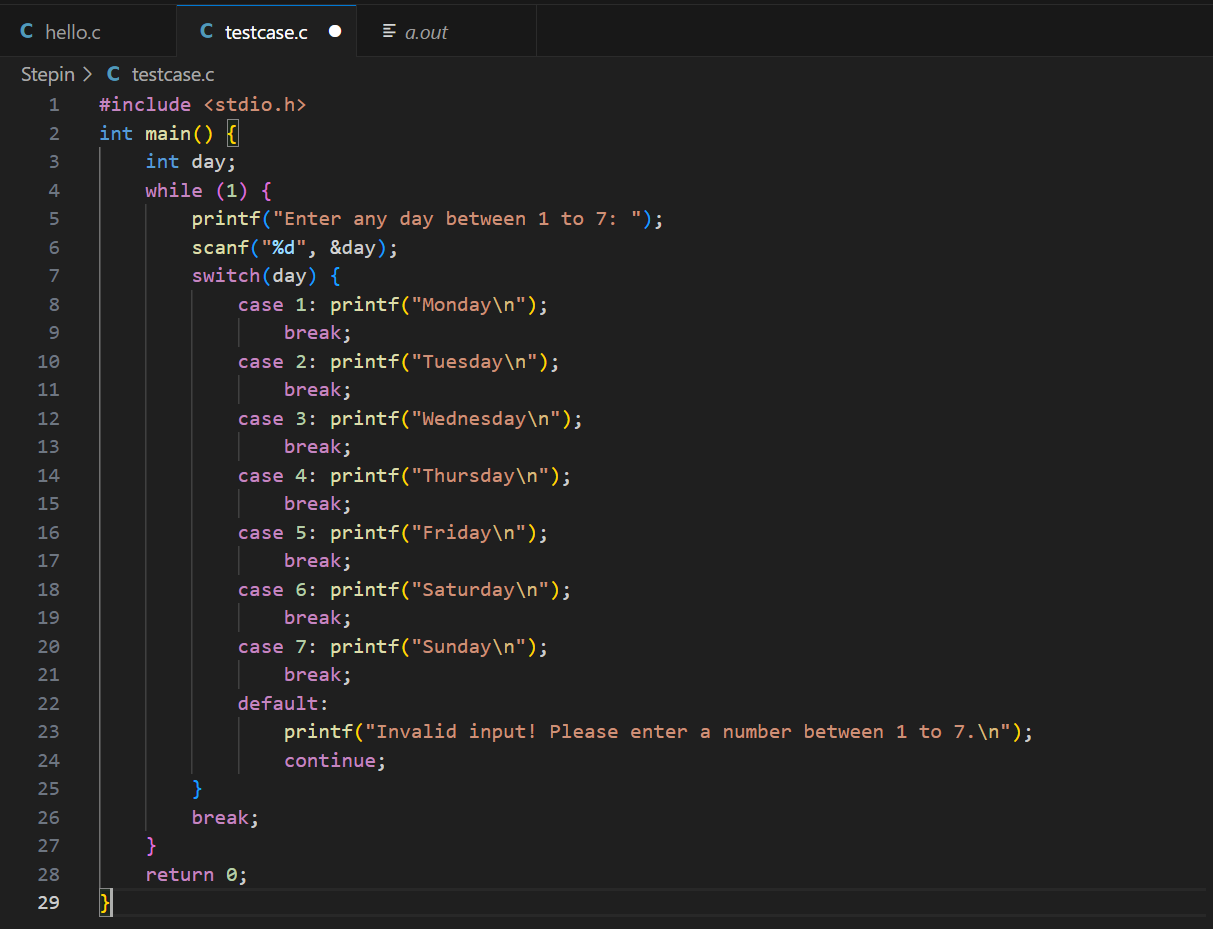 C hello.c C testcase.c ● a.out
Stepin > C testcase.c
1 #include <stdio.h>
2 int main() {
3     int day;
4     while (1) {
5         printf("Enter any day between 1 to 7: ");
6         scanf("%d", &day);
7         switch(day) {
8             case 1: printf("Monday\n");
9                 break;
10             case 2: printf("Tuesday\n");
11                 break;
12             case 3: printf("Wednesday\n");
13                 break;
14             case 4: printf("Thursday\n");
15                 break;
16             case 5: printf("Friday\n");
17                 break;
18             case 6: printf("Saturday\n");
19                 break;
20             case 7: printf("Sunday\n");
21                 break;
22             default:
23                 printf("Invalid input! Please enter a number between 1 to 7.\n");
24                 continue;
25         }
26         break;
27     }
28     return 0;
29 }